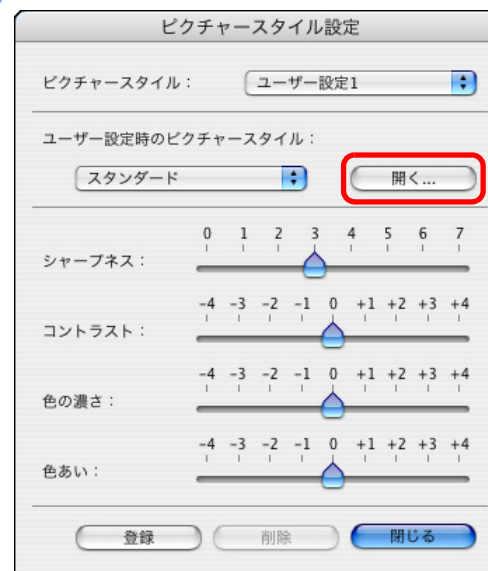 ピクチャースタイル設定
ピクチャースタイル： ユーザー設定1
ユーザー設定時のピクチャースタイル：
スタンダード 開く...
0 1 2 3 4 5 6 7
シャープネス：
-4 -3 -2 -1 0 +1 +2 +3 +4
コントラスト：
-4 -3 -2 -1 0 +1 +2 +3 +4
色の濃さ：
-4 -3 -2 -1 0 +1 +2 +3 +4
色あい：
登録 削除 閉じる